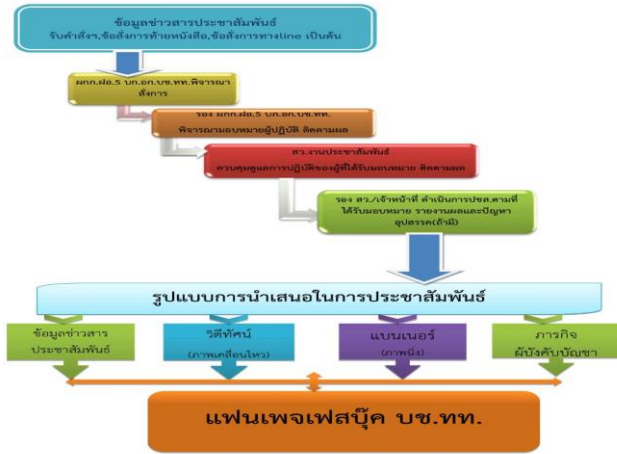 ข้อมูลข่าวสารประชาสัมพันธ์
รับคำสั่งฯ,ข้อสั่งการท้ายหนังสือ,ข้อสั่งการทางline เป็นต้น
ผกก.ฝอ.5 บก.อก.บช.ทท.พิจารณา
สั่งการ
รอง ผกก.ฝอ.5 บก.อก.บช.ทท.
พิจารณามอบหมายผู้ปฏิบัติ ติดตามผล
สว.งานประชาสัมพันธ์
ควบคุมดูแลการปฏิบัติของผู้ที่ได้รับมอบหมาย ติดตามผล
รอง สว./เจ้าหน้าที่ ดำเนินการปชส.ตามที่
ได้รับมอบหมาย รายงานผลและปัญหา
อุปสรรค(ถ้ามี)
รูปแบบการนำเสนอในการประชาสัมพันธ์
ข้อมูลข่าวสาร
ประชาสัมพันธ์
วิดีทัศน์
(ภาพเคลื่อนไหว)
แบนเนอร์
(ภาพนิ่ง)
ภารกิจ
ผู้บังคับบัญชา
แฟนเพจเฟสบุ๊ค บช.ทท.